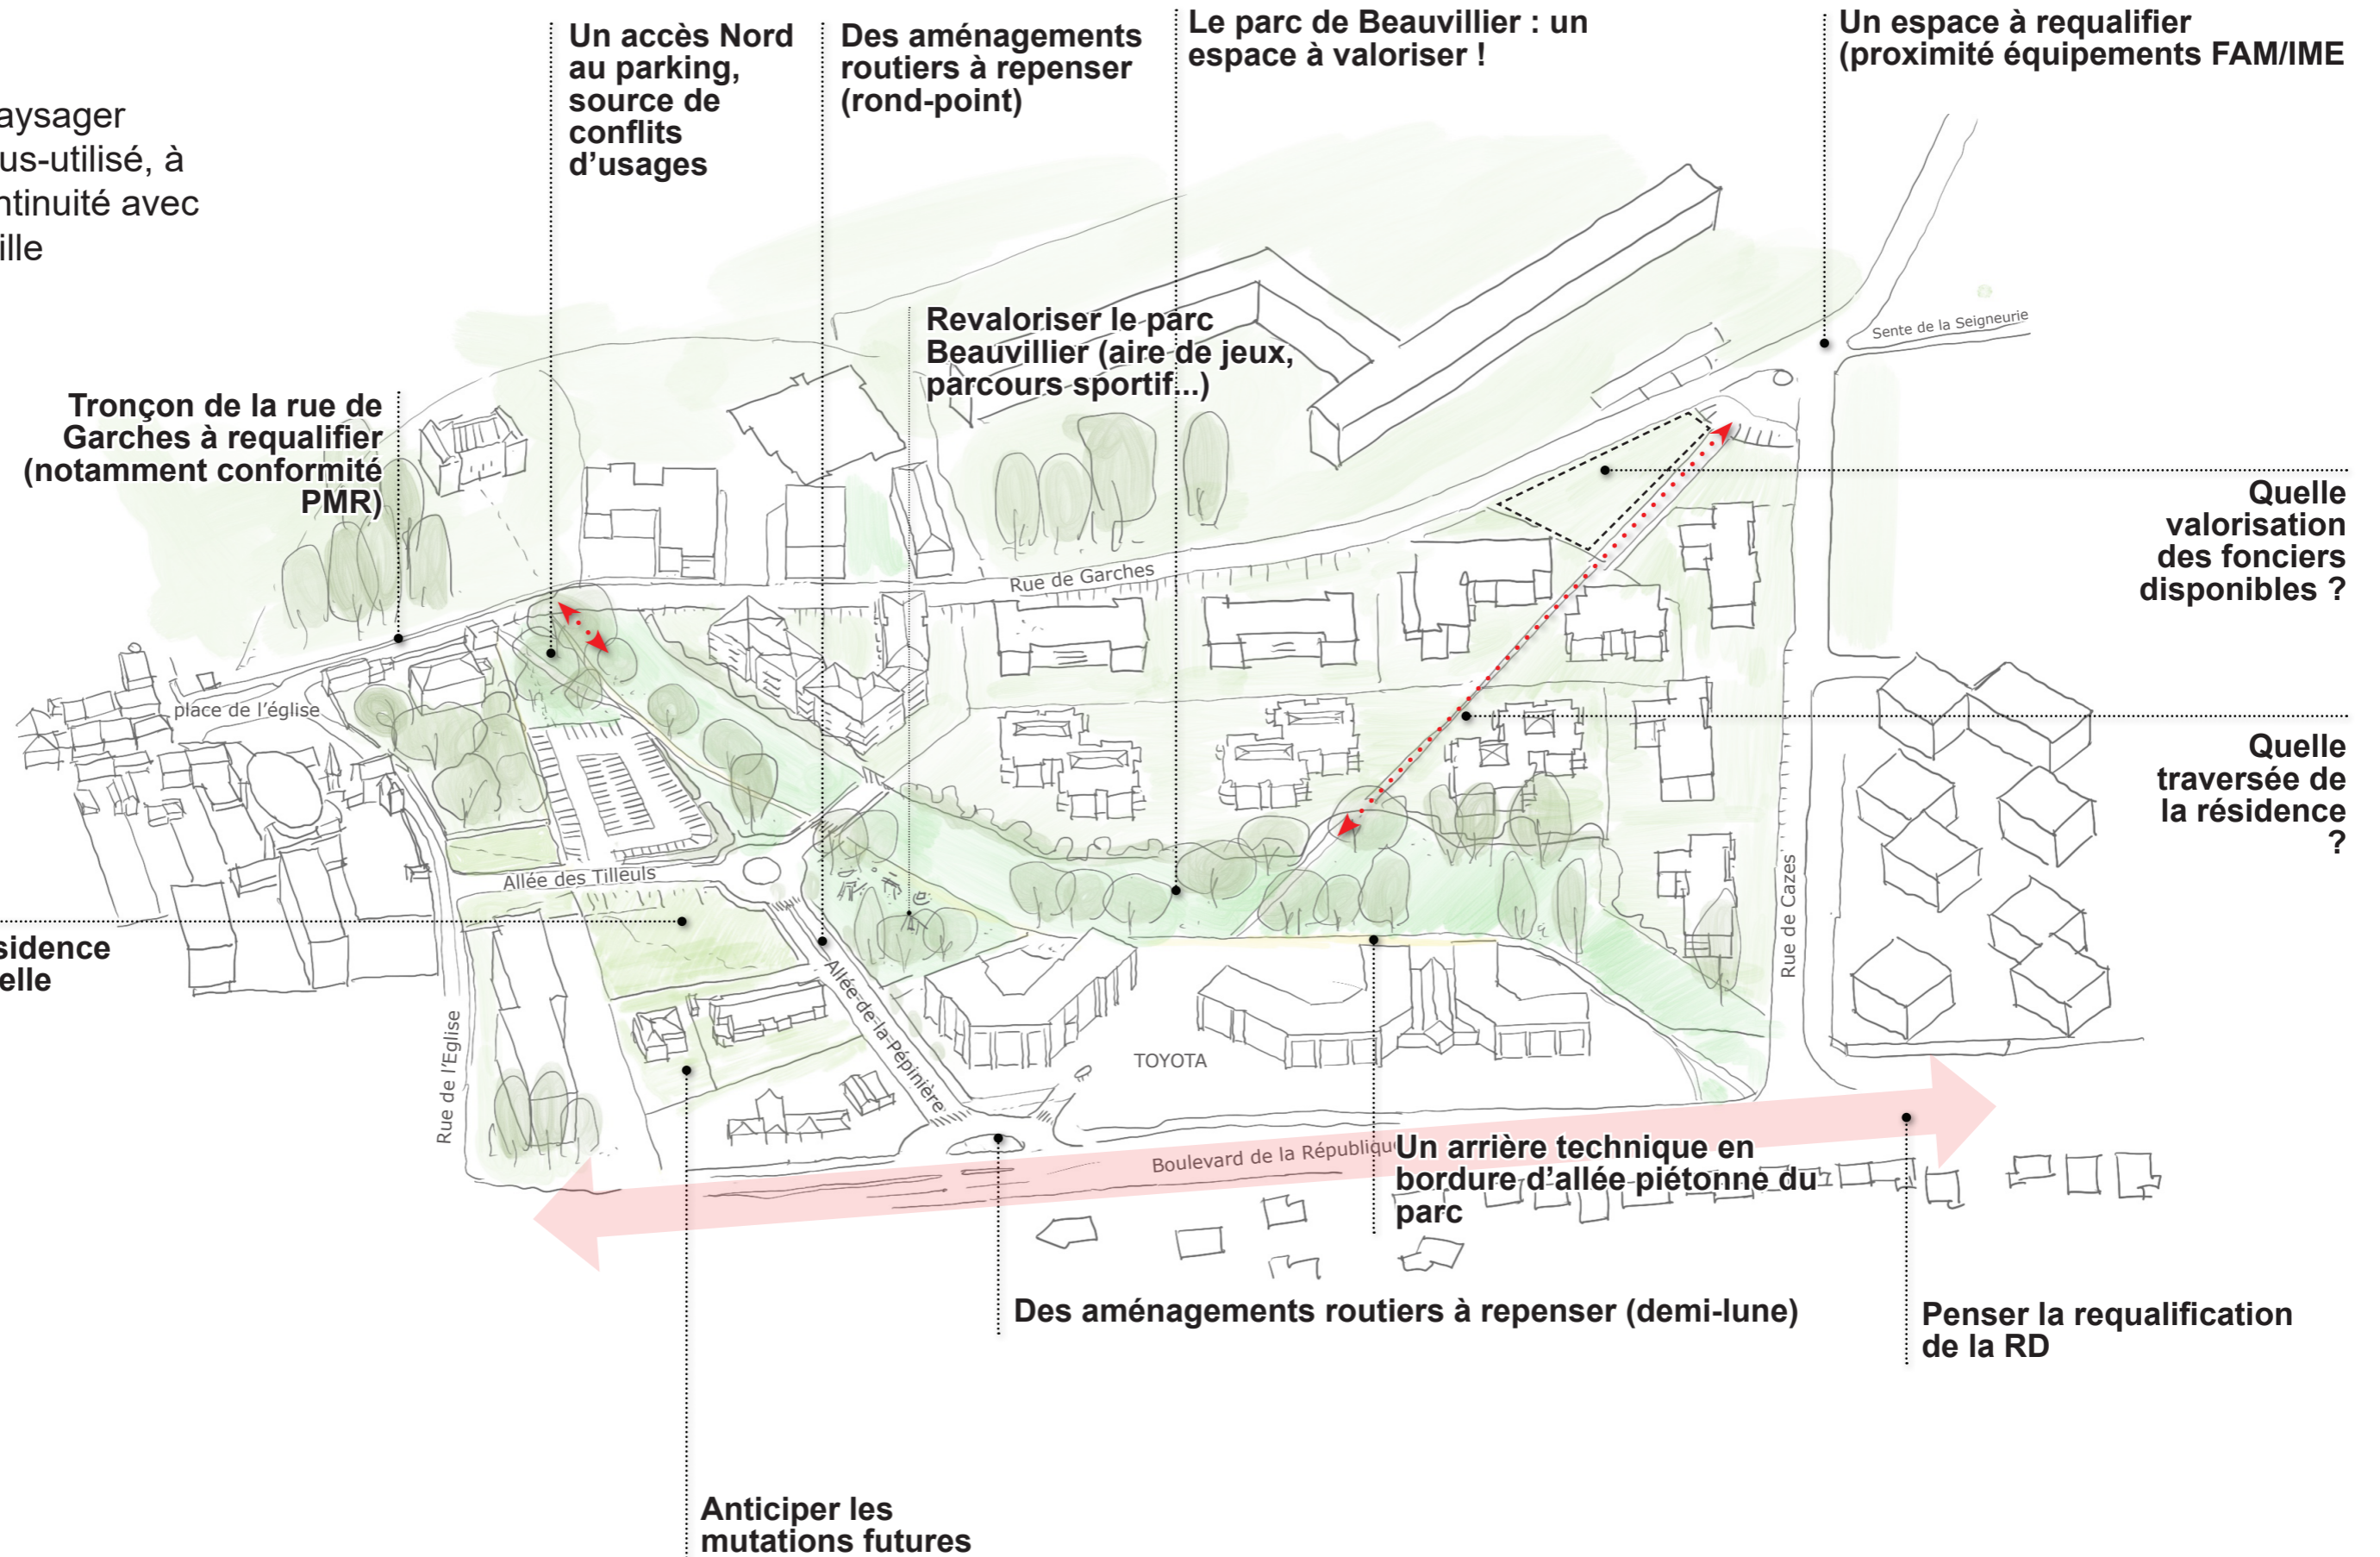 Un accès Nord
au parking,
source de
conflits
d'usages
Des aménagements
routiers à repenser
(rond-point)
Le parc de Beauvillier : un
espace à valoriser !
Un espace à requalifier
(proximité équipements FAM/IME
aysager
us-utilisé, à
ntinuité avec
ille
Revaloriser le parc
Beauvillier (aire de jeux,
parcours sportif...)
Sente de la Seigneurie
Tronçon de la rue de
Garches à requalifier
(notamment conformité
PMR)
Quelle
valorisation
des fonciers
disponibles ?
Rue de Garches
place de l'église
Quelle
traversée de
la résidence
?
Allée des Tilleuls
Rue de Cazes
sidence
elle
Allée de la Pépinière
Rue de l'Eglise
TOYOTA
Boulevard de la République
Un arrière technique en
bordure d'allée piétonne du
parc
Des aménagements routiers à repenser (demi-lune)
Penser la requalification
de la RD
Anticiper les
mutations futures